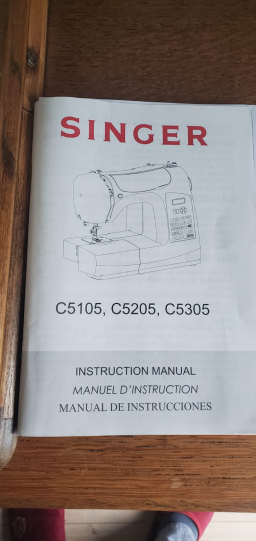 SINGER
C5105, C5205, C5305
INSTRUCTION MANUAL
MANUEL D'INSTRUCTION
MANUAL DE INSTRUCCIONES